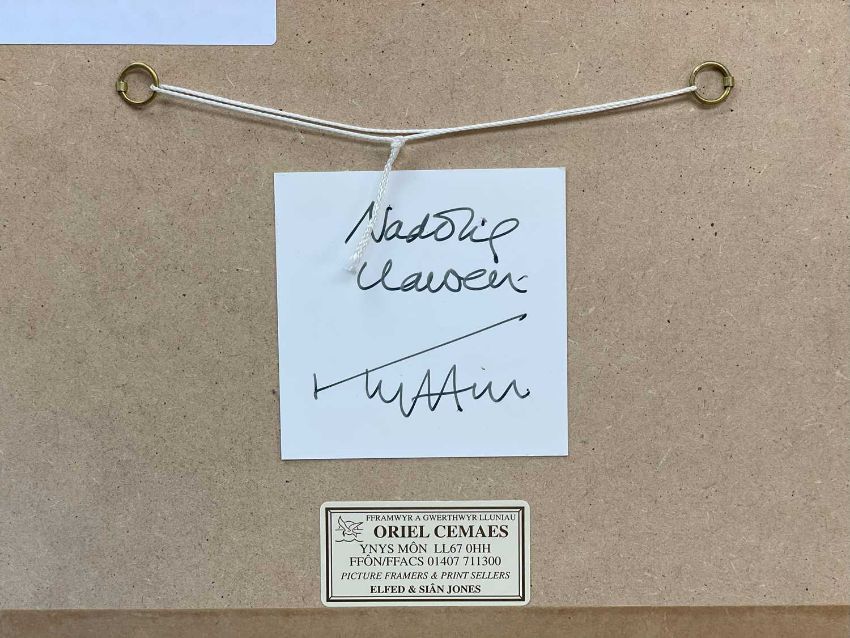 Nadolig
Llawen
FFRAMWYR A GWERTHWYR LLUNIAU
ORIEL CEMAES
YNYS MÔN LL67 0HH
FFÔN/FFACS 01407 711300
PICTURE FRAMERS & PRINT SELLERS
ELFED & SIÂN JONES